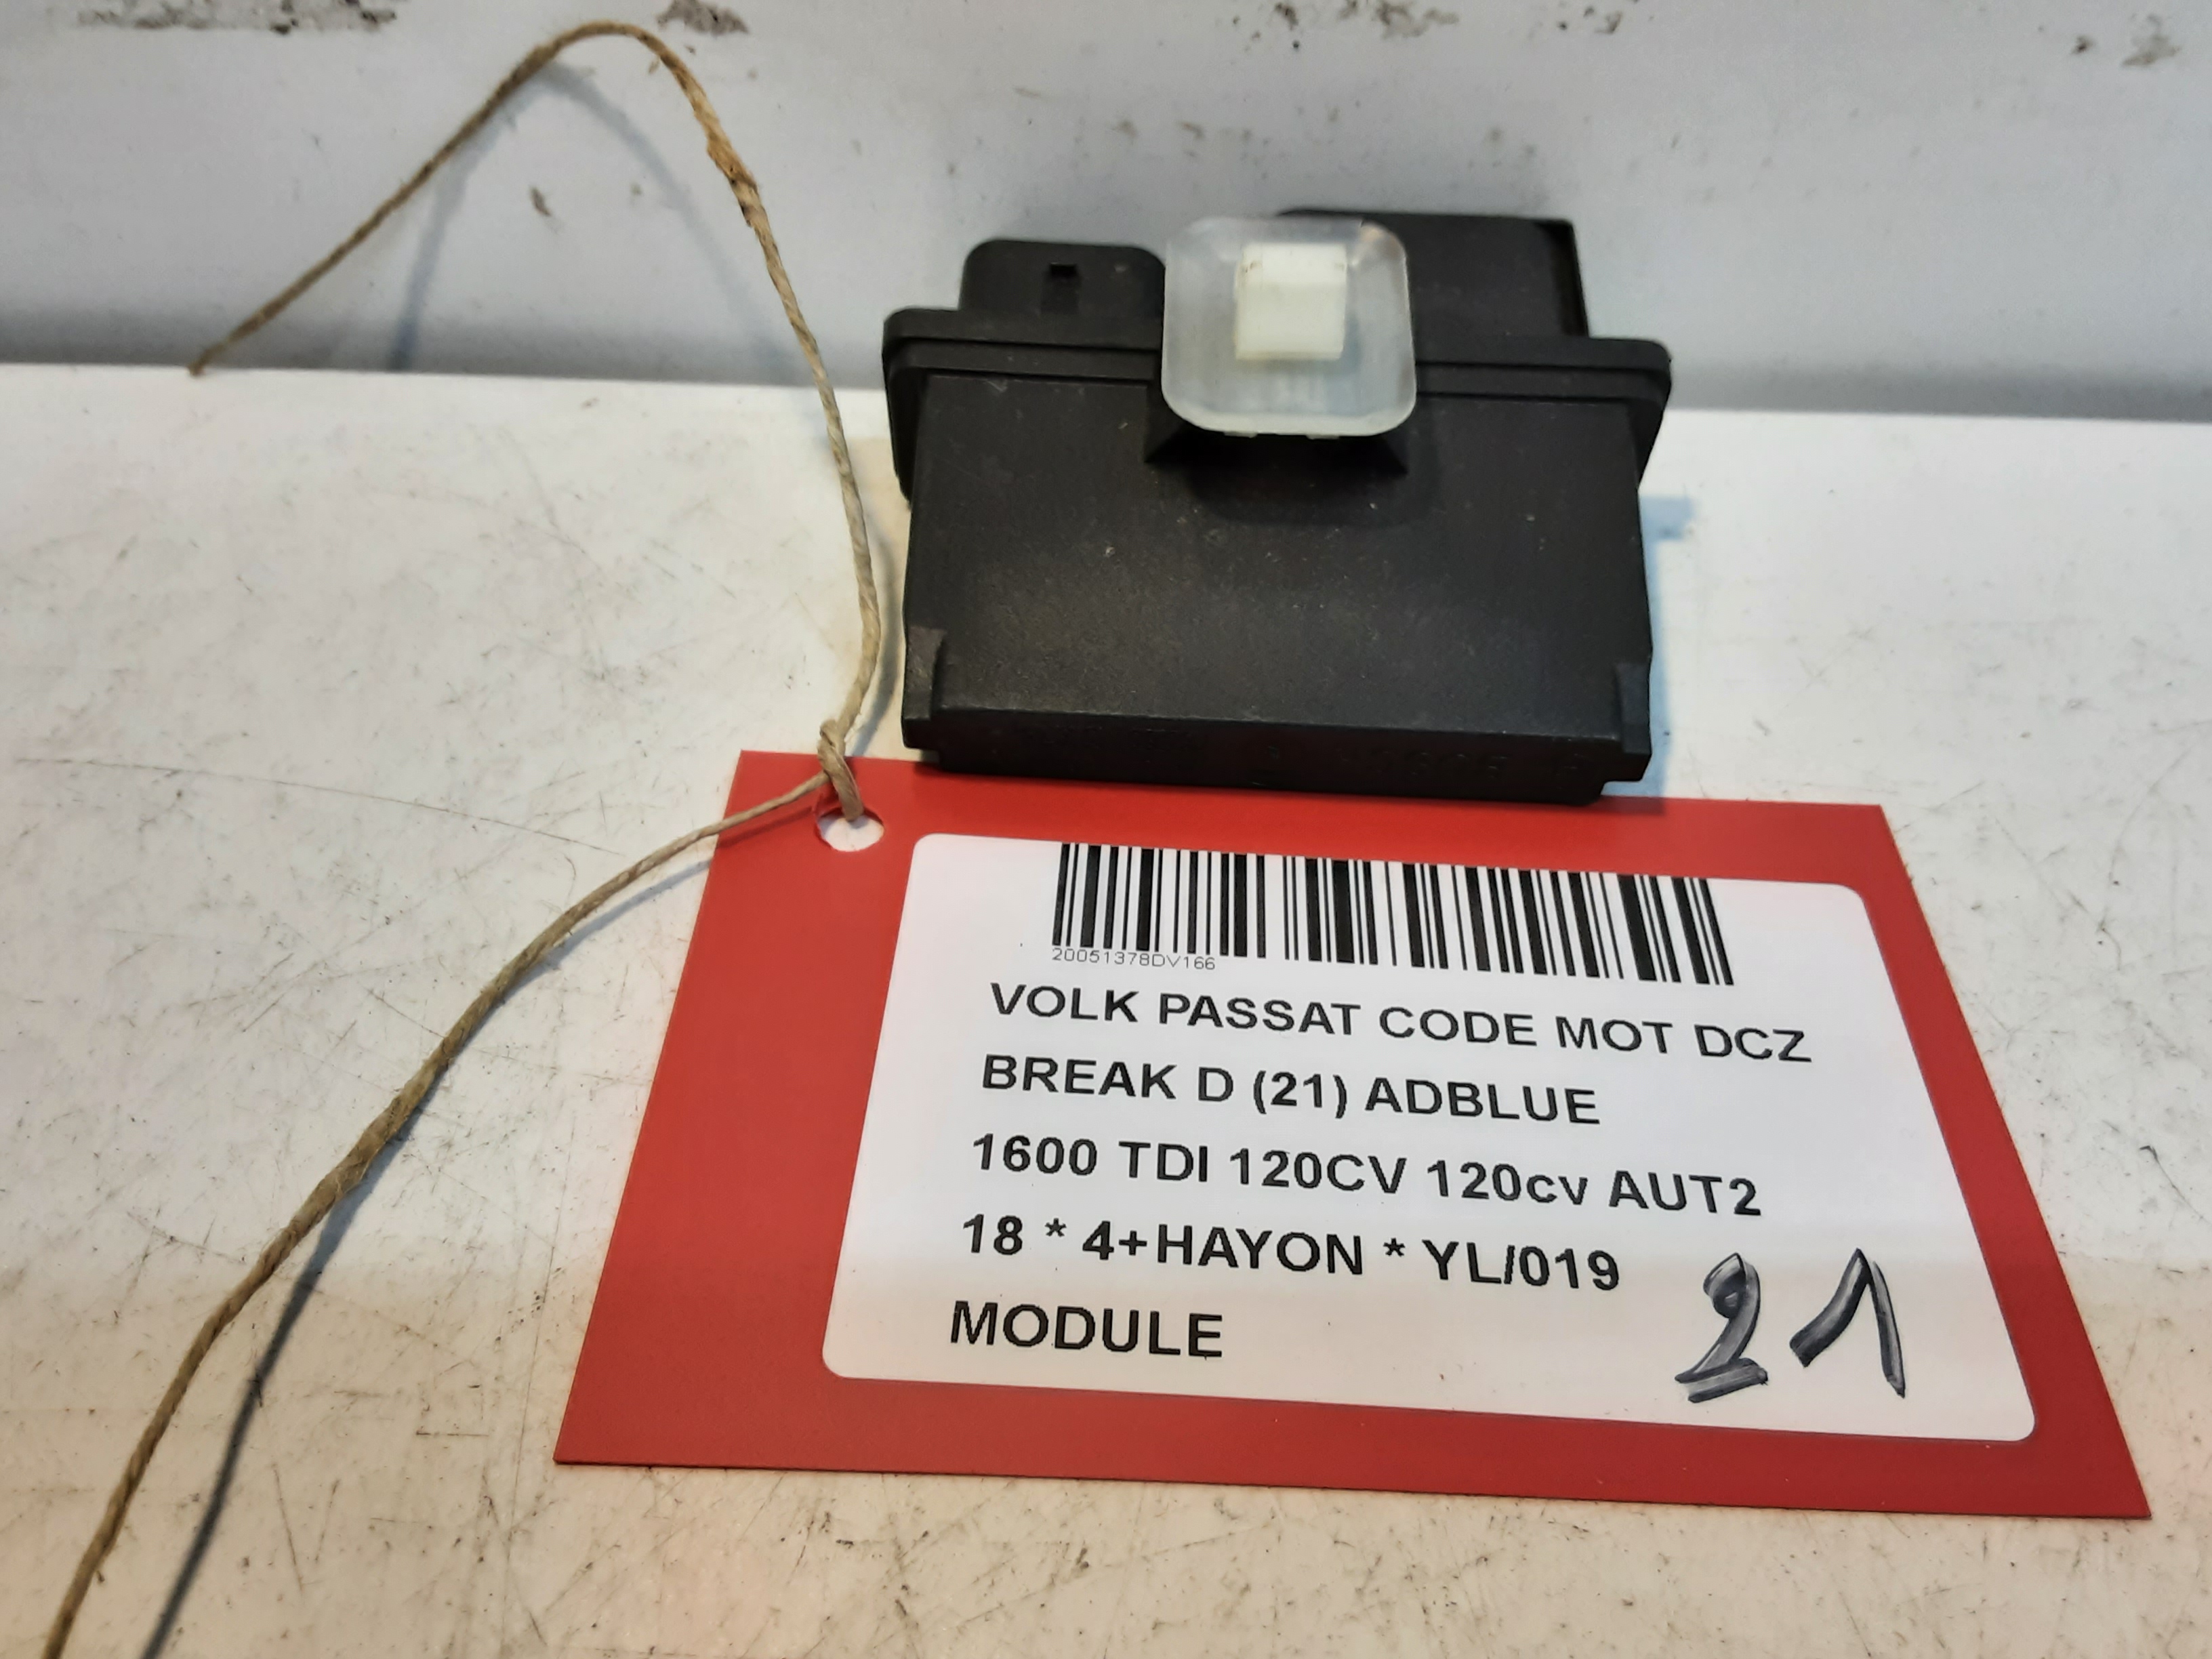 20051378DV166
VOLK PASSAT CODE MOT DCZ
BREAK D (21) ADBLUE
1600 TDI 120CV 120cv AUT2
18 * 4+HAYON * YL/019
MODULE
21